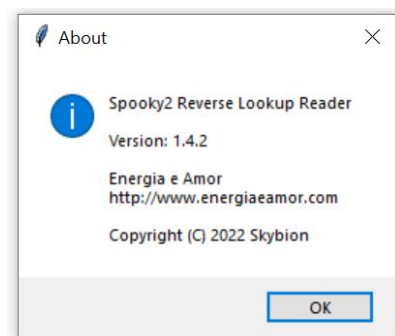 About
Spooky2 Reverse Lookup Reader
Version: 1.4.2
Energia e Amor
http://www.energiaeamor.com
Copyright (C) 2022 Skybion
OK